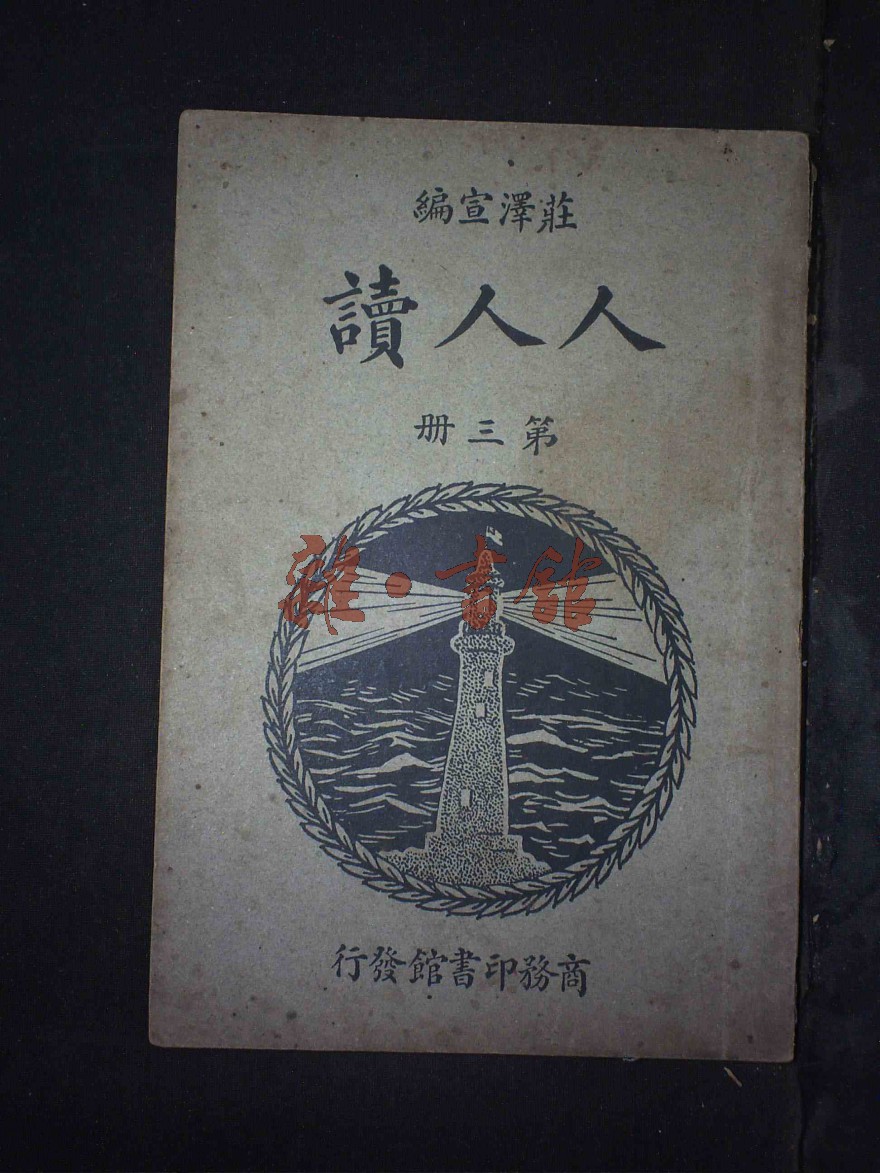 莊澤宣編
人人讀
第三册
雜·書館
商務印書館發行